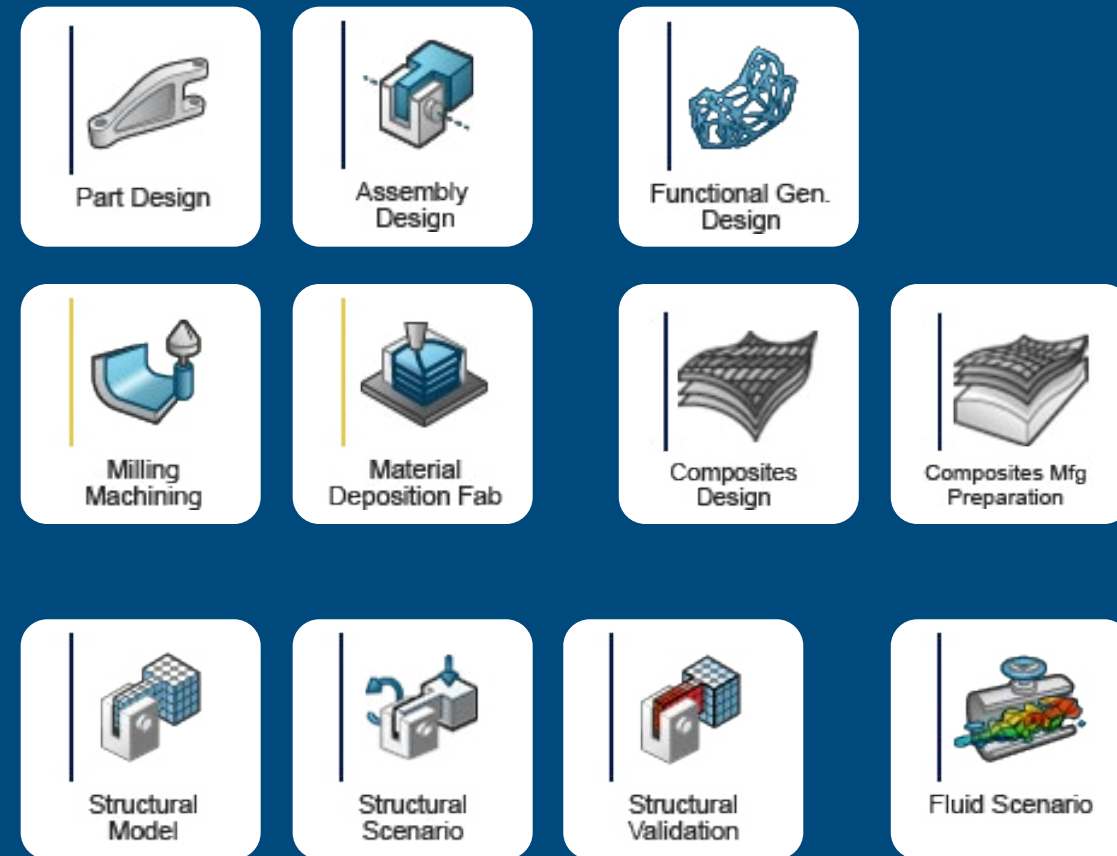 Part Design
Assembly
Design
Functional Gen.
Design
Milling
Machining
Material
Deposition Fab
Composites
Design
Composites Mfg
Preparation
Structural
Model
Structural
Scenario
Structural
Validation
Fluid Scenario